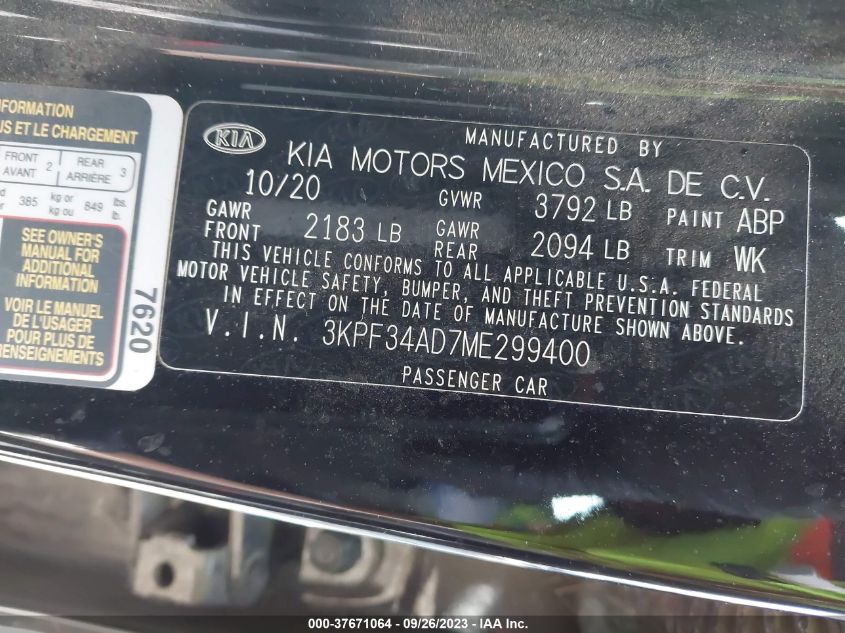 INFORMATION
US ET LE CHARGEMENT
FRONT AVANT 2 REAR ARRIÈRE 3
385 kg or kg ou 849 lbs. lb.
SEE OWNER'S
MANUAL FOR
ADDITIONAL
INFORMATION
VOIR LE MANUEL
DE L'USAGER
POUR PLUS DE
RENSEIGNEMENTS
7620
KIA
MANUFACTURED BY
KIA MOTORS MEXICO S.A. DE C.V.
10/20 GVWR 3792 LB PAINT ABP
GAWR FRONT 2183 LB GAWR REAR 2094 LB TRIM WK
THIS VEHICLE CONFORMS TO ALL APPLICABLE U.S.A. FEDERAL
MOTOR VEHICLE SAFETY, BUMPER, AND THEFT PREVENTION STANDARDS
IN EFFECT ON THE DATE OF MANUFACTURE SHOWN ABOVE.
V.I.N. 3KPF34AD7ME299400
PASSENGER CAR
000-37671064 - 09/26/2023 - IAA Inc.